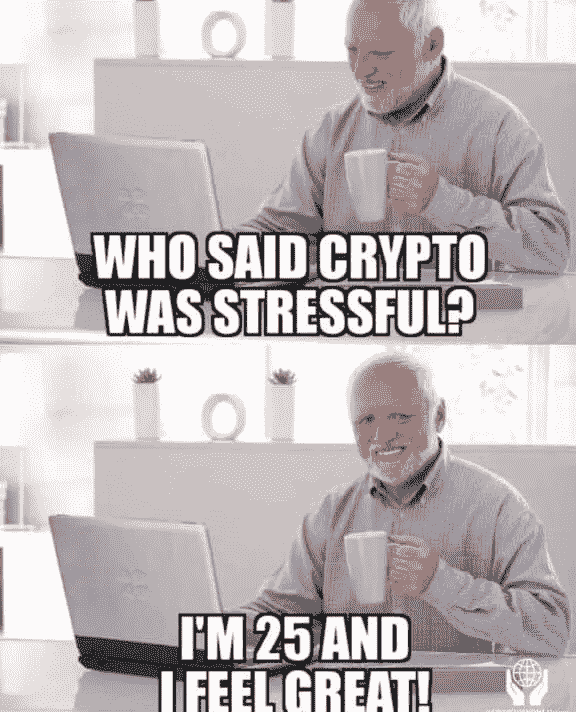 WHO SAID CRYPTO
WAS STRESSFUL?
I'M 25 AND
I FEEL GREAT!